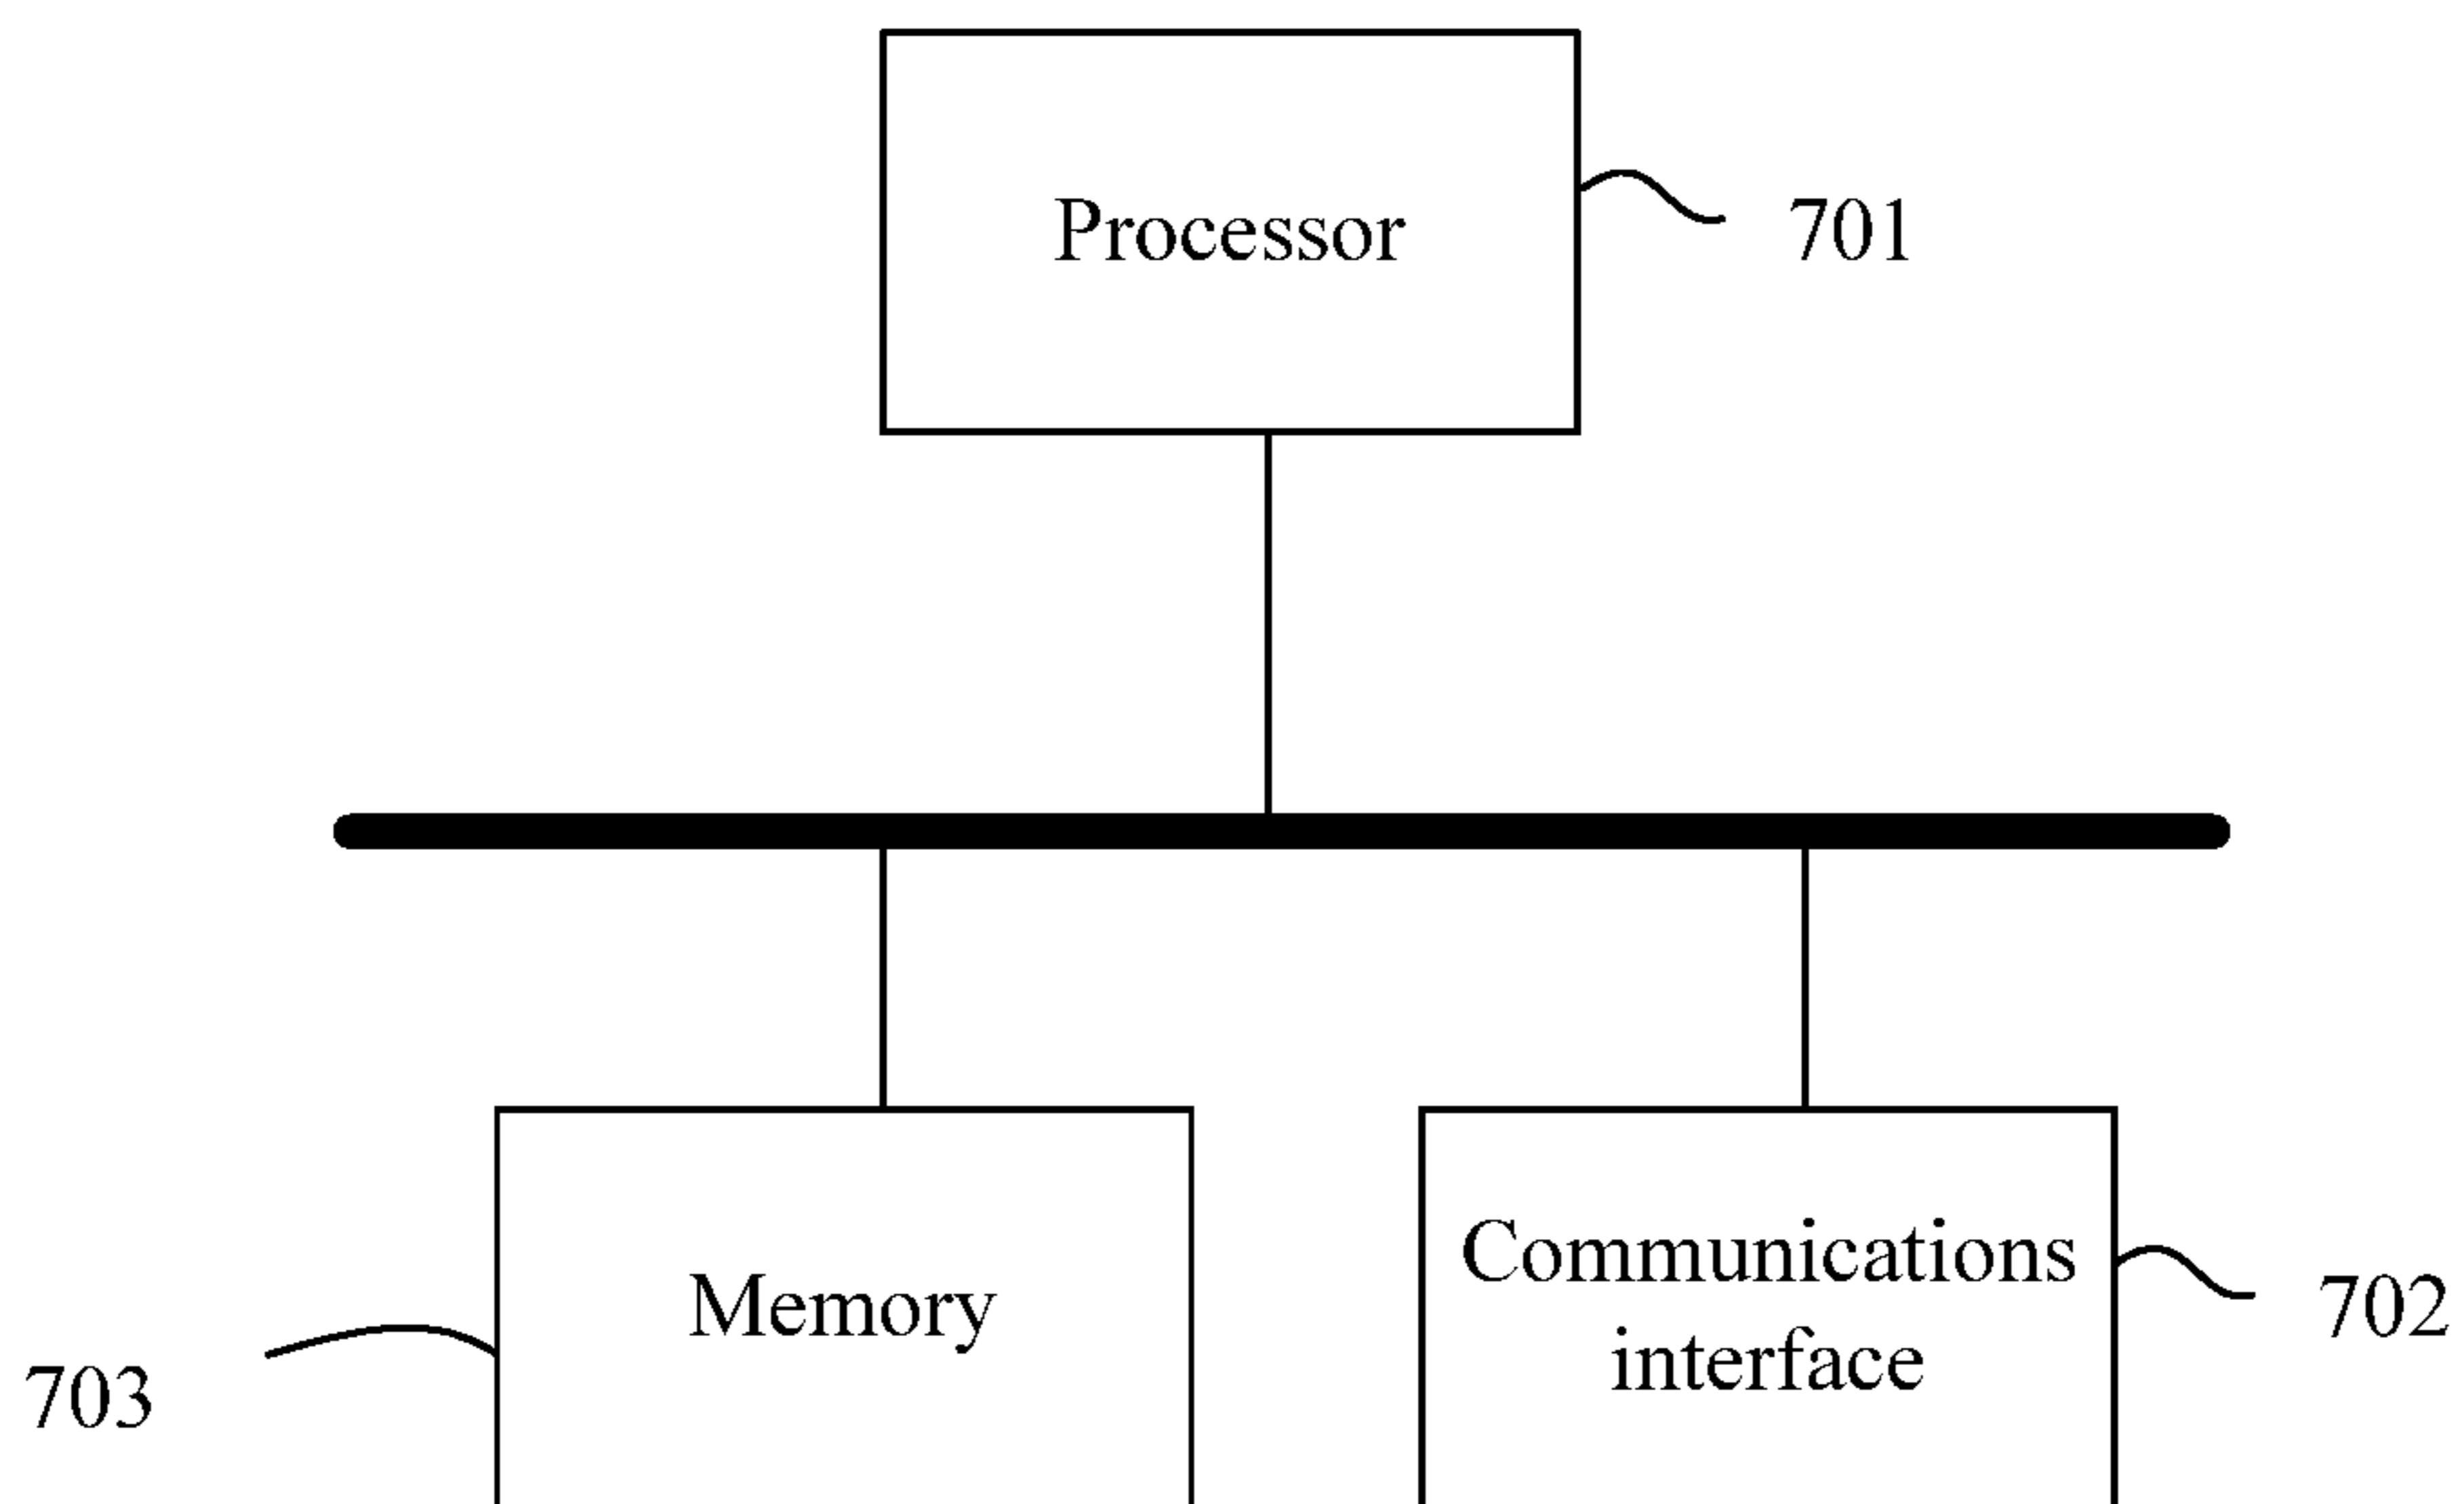 Processor
701
Communications
interface
702
Memory
703